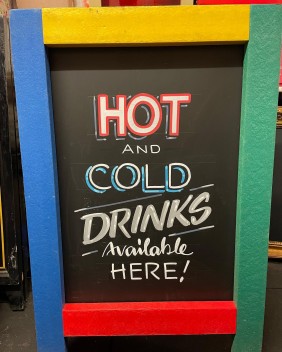 HOT
AND
COLD
DRINKS
Available
HERE!